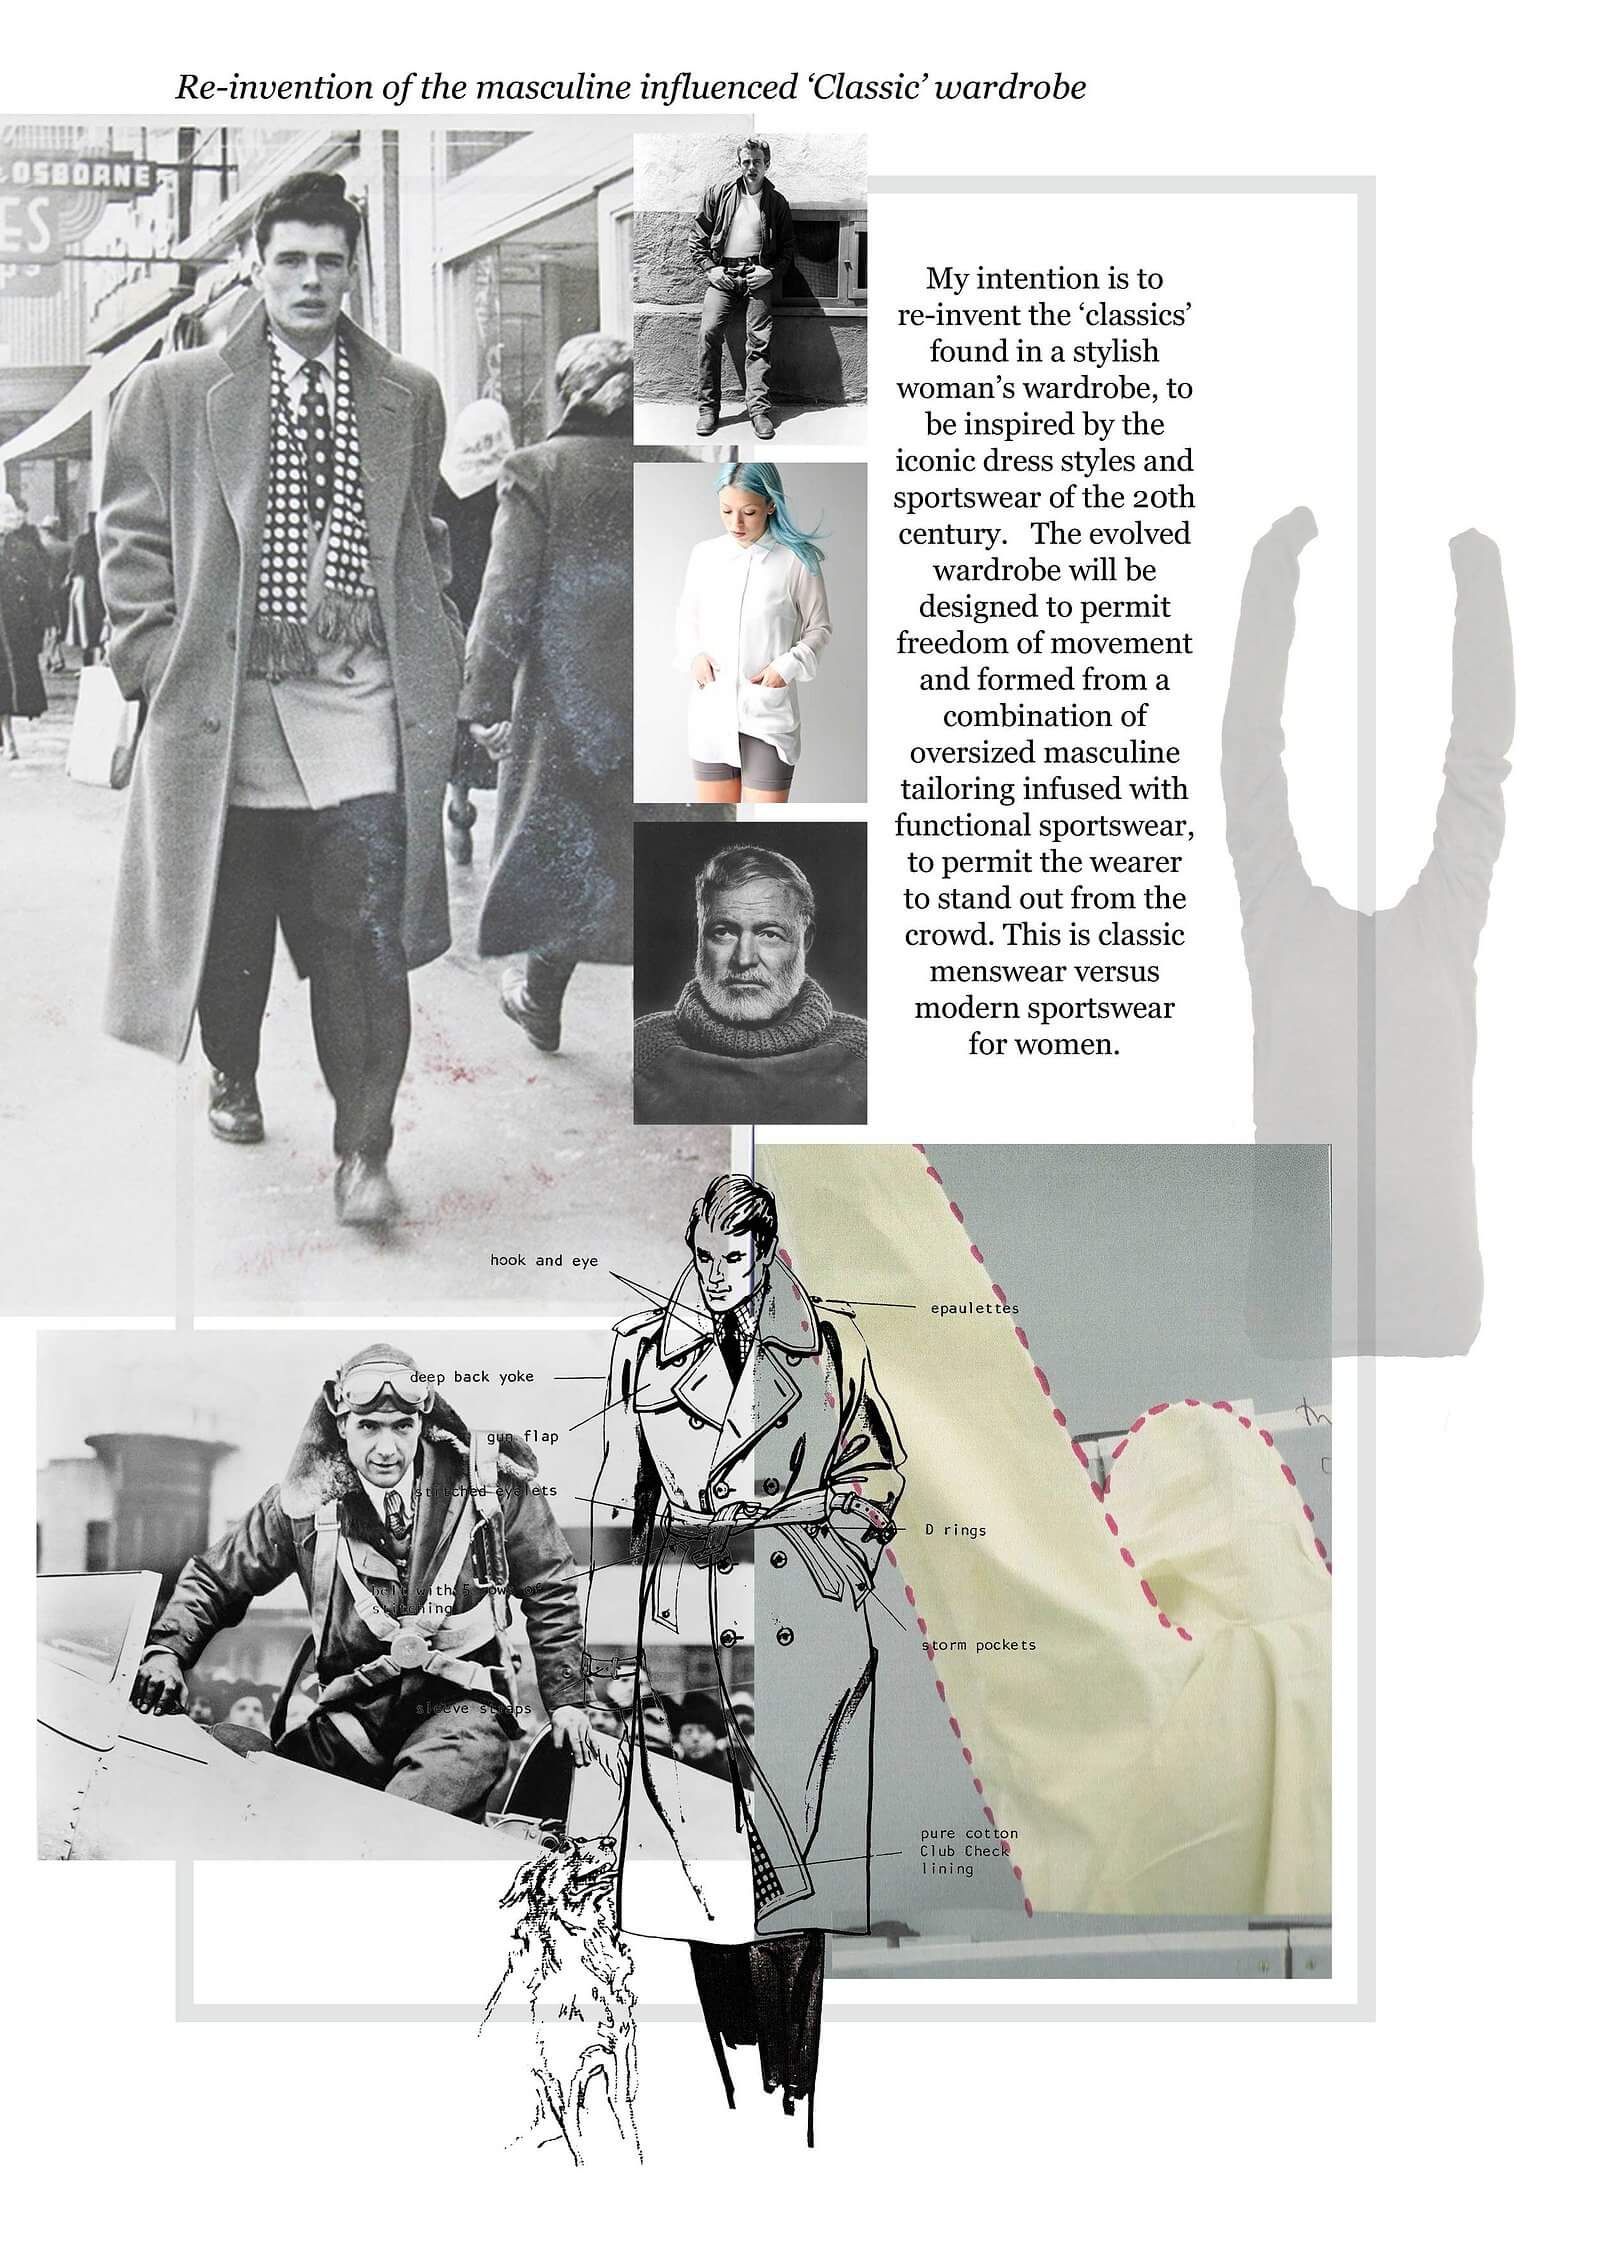 Re-invention of the masculine influenced ‘Classic’ wardrobe
OSBORNE
ES
My intention is to
re-invent the ‘classics’
found in a stylish
woman’s wardrobe, to
be inspired by the
iconic dress styles and
sportswear of the 20th
century.   The evolved
wardrobe will be
designed to permit
freedom of movement
and formed from a
combination of
oversized masculine
tailoring infused with
functional sportswear,
to permit the wearer
to stand out from the
crowd. This is classic
menswear versus
modern sportswear
for women.
hook and eye
epaulettes
deep back yoke
gun flap
stitched eyelets
D rings
belt with 5 rows of
stitching
storm pockets
sleeve straps
pure cotton
Club Check
lining